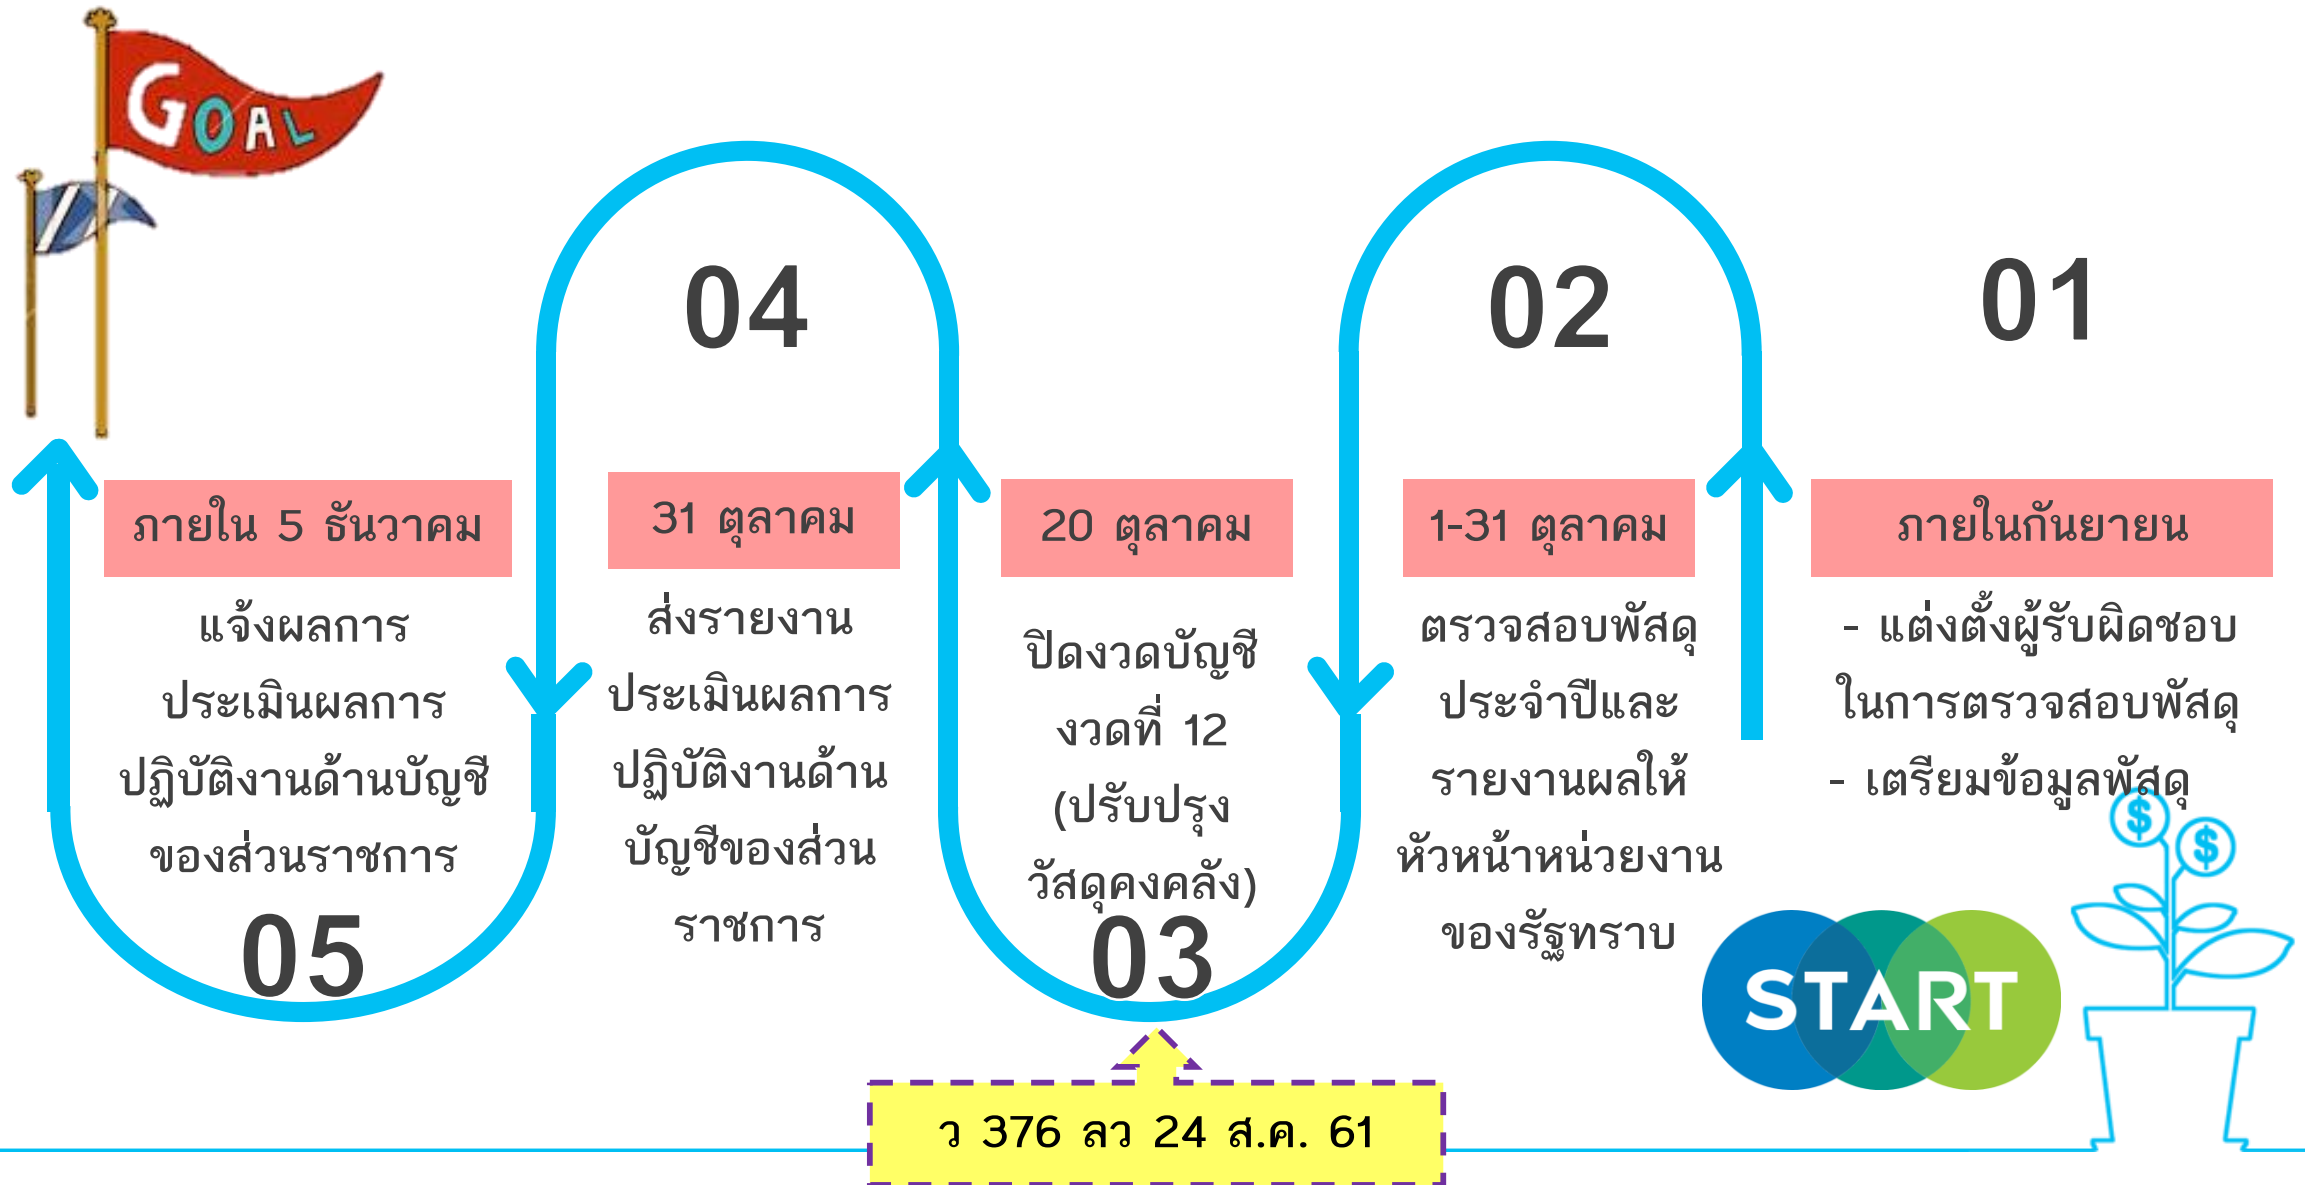 GOAL
04
02
01
ภายใน 5 ธันวาคม
แจ้งผลการ
ประเมินผลการ
ปฏิบัติงานด้านบัญชี
ของส่วนราชการ
05
31 ตุลาคม
ส่งรายงาน
ประเมินผลการ
ปฏิบัติงานด้าน
บัญชีของส่วน
ราชการ
20 ตุลาคม
ปิดงวดบัญชี
งวดที่ 12
(ปรับปรุง
วัสดุคงคลัง)
03
1-31 ตุลาคม
ตรวจสอบพัสดุ
ประจำปีและ
รายงานผลให้
หัวหน้าหน่วยงาน
ของรัฐทราบ
ภายในกันยายน
- แต่งตั้งผู้รับผิดชอบ
ในการตรวจสอบพัสดุ
- เตรียมข้อมูลพัสดุ
$
$
START
ว 376 ลว 24 ส.ค. 61